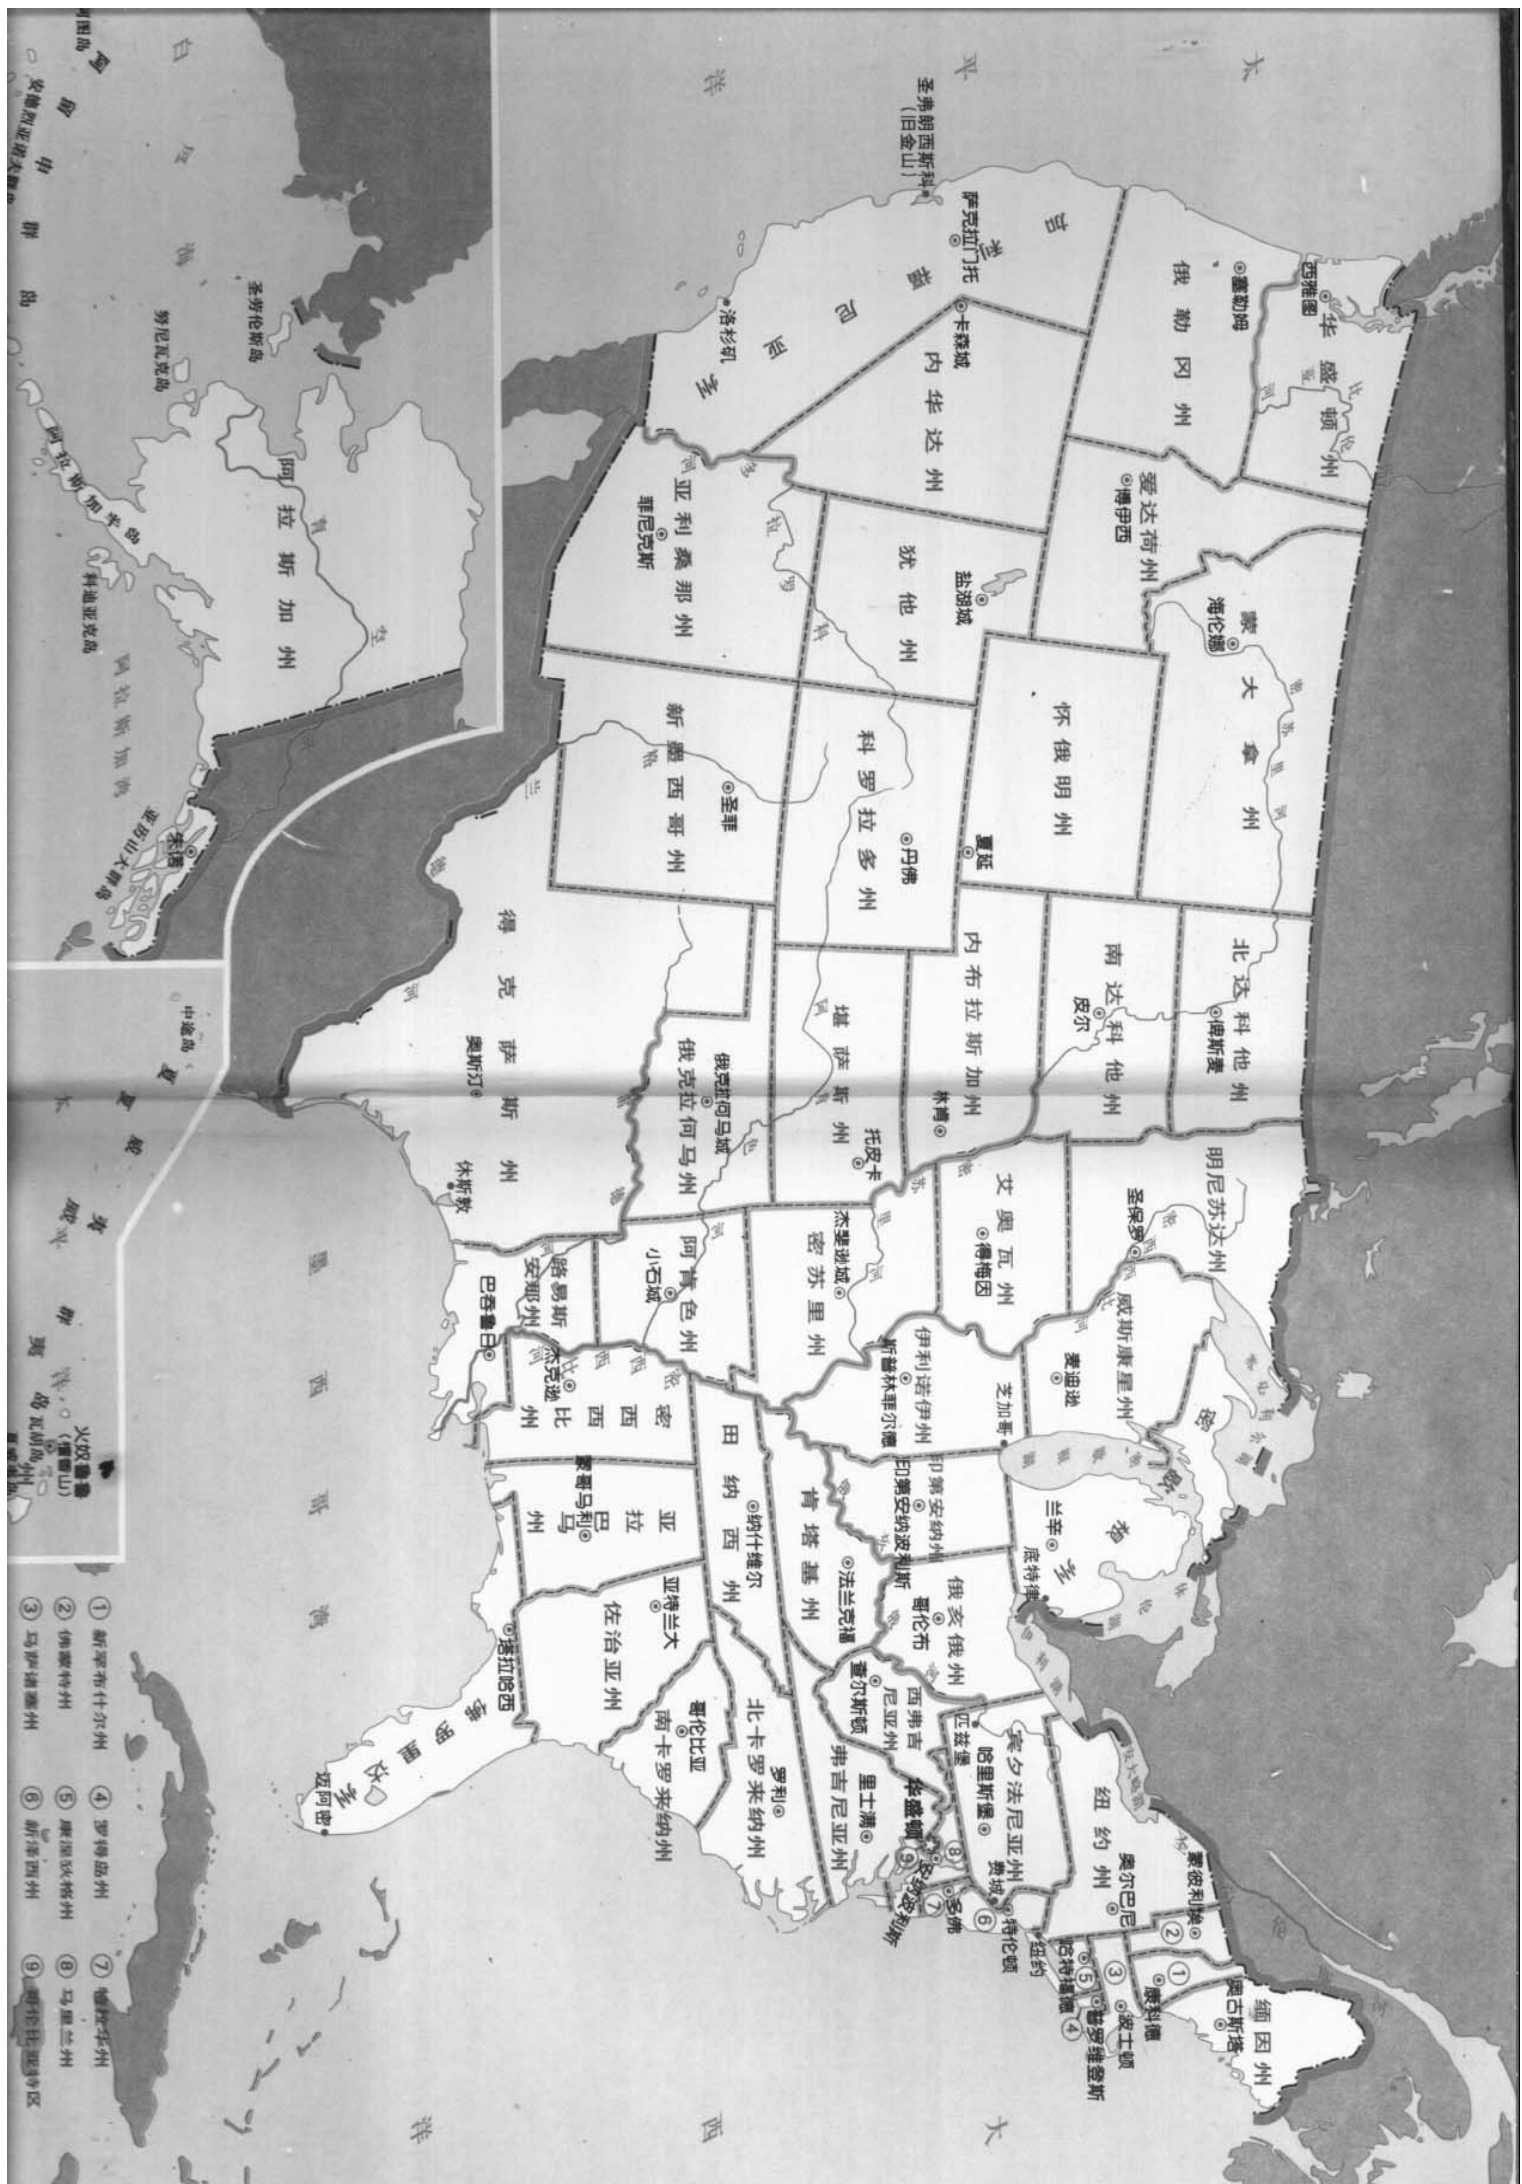 太
平
洋
西雅图
华盛顿州
塞勒姆
俄勒冈州
萨克拉门托
圣弗朗西斯科
(旧金山)
卡森城
内华达州
洛杉矶
爱达荷州
博伊西
蒙大拿州
海伦娜
密苏里河
盐湖城
犹他州
怀俄明州
夏延
亚利桑那州
菲尼克斯
科罗拉多州
丹佛
新墨西哥州
圣菲
北达科他州
俾斯麦
南达科他州
皮尔
内布拉斯加州
林肯
堪萨斯州
托皮卡
俄克拉何马城
俄克拉何马州
得克萨斯州
奥斯汀
休斯敦
明尼苏达州
圣保罗
艾奥瓦州
得梅因
密苏里州
杰斐逊城
阿肯色州
小石城
路易斯
安那州
巴吞鲁日
威斯康星州
麦迪逊
伊利诺伊州
斯普林菲尔德
芝加哥
密西西比州
杰克逊
兰辛
底特律
印第安纳州
印第安纳波利斯
俄亥俄州
哥伦布
肯塔基州
法兰克福
田纳西州
纳什维尔
亚拉巴马州
蒙哥马利
佐治亚州
亚特兰大
塔拉哈西
佛罗里达州
迈阿密
南卡罗来纳州
哥伦比亚
北卡罗来纳州
罗利
弗吉尼亚州
里士满
西弗吉
尼亚州
查尔斯顿
华盛顿
宾夕法尼亚州
哈里斯堡
匹兹堡
费城
纽约州
奥尔巴尼
纽约
特伦顿
多佛
安纳波利斯
蒙彼利埃
康科德
波士顿
普罗维登斯
哈特福德
缅因州
奥古斯塔
①
②
③
④
⑤
⑥
⑦
⑧
⑨
大
西
洋
墨西哥湾
白令海
圣劳伦斯岛
努尼瓦克岛
阿拉斯加州
阿拉斯加半岛
科迪亚克岛
阿拉斯加湾
朱诺
亚历山大群岛
中途岛
夏威夷群岛
火奴鲁鲁
(檀香山)
瓦胡岛
① 新罕布什尔州 ④ 罗得岛州 ⑦ 特拉华州
② 佛蒙特州 ⑤ 康涅狄格州 ⑧ 马里兰州
③ 马萨诸塞州 ⑥ 新泽西州 ⑨ 哥伦比亚特区